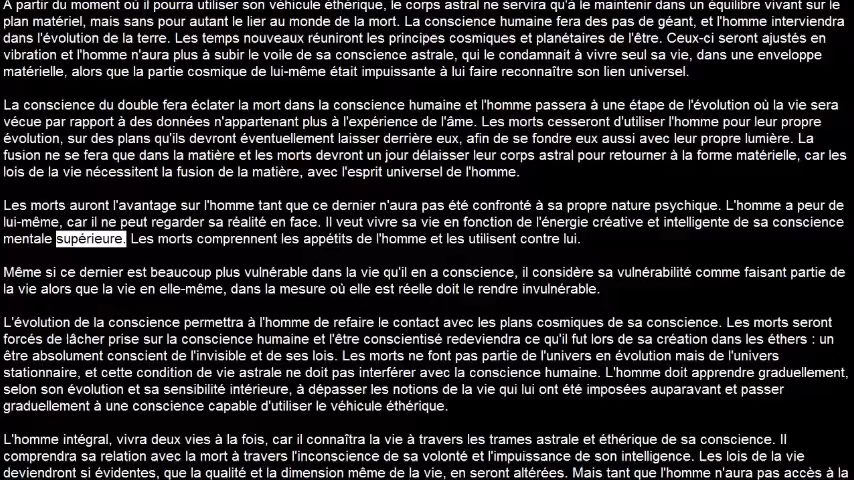 A partir du moment où il pourra utiliser son véhicule éthérique, le corps astral ne servira qu'à le maintenir dans un équilibre vivant sur le
plan matériel, mais sans pour autant le lier au monde de la mort. La conscience humaine fera des pas de géant, et l'homme interviendra
dans l'évolution de la terre. Les temps nouveaux réuniront les principes cosmiques et planétaires de l'être. Ceux-ci seront ajustés en
vibration et l'homme n'aura plus à subir le voile de sa conscience astrale, qui le condamnait à vivre seul sa vie, dans une enveloppe
matérielle, alors que la partie cosmique de lui-même était impuissante à lui faire reconnaître son lien universel.

La conscience du double fera éclater la mort dans la conscience humaine et l'homme passera à une étape de l'évolution où la vie sera
vécue par rapport à des données n'appartenant plus à l'expérience de l'âme. Les morts cesseront d'utiliser l'homme pour leur propre
évolution, sur des plans qu'ils devront éventuellement laisser derrière eux, afin de se fondre eux aussi avec leur propre lumière. La
fusion ne se fera que dans la matière et les morts devront un jour délaisser leur corps astral pour retourner à la forme matérielle, car les
lois de la vie nécessitent la fusion de la matière, avec l'esprit universel de l'homme.

Les morts auront l'avantage sur l'homme tant que ce dernier n'aura pas été confronté à sa propre nature psychique. L'homme a peur de
lui-même, car il ne peut regarder sa réalité en face. Il veut vivre sa vie en fonction de l'énergie créative et intelligente de sa conscience
mentale supérieure. Les morts comprennent les appétits de l'homme et les utilisent contre lui.

Même si ce dernier est beaucoup plus vulnérable dans la vie qu'il en a conscience, il considère sa vulnérabilité comme faisant partie de
la vie alors que la vie en elle-même, dans la mesure où elle est réelle doit le rendre invulnérable.

L'évolution de la conscience permettra à l'homme de refaire le contact avec les plans cosmiques de sa conscience. Les morts seront
forcés de lâcher prise sur la conscience humaine et l'être conscientisé redeviendra ce qu'il fut lors de sa création dans les éthers : un
être absolument conscient de l'invisible et de ses lois. Les morts ne font pas partie de l'univers en évolution mais de l'univers
stationnaire, et cette condition de vie astrale ne doit pas interférer avec la conscience humaine. L'homme doit apprendre graduellement,
selon son évolution et sa sensibilité intérieure, à dépasser les notions de la vie qui lui ont été imposées auparavant et passer
graduellement à une conscience capable d'utiliser le véhicule éthérique.

L'homme intégral, vivra deux vies à la fois, car il connaîtra la vie à travers les trames astrale et éthérique de sa conscience. Il
comprendra sa relation avec la mort à travers l'inconscience de sa volonté et l'impuissance de son intelligence. Les lois de la vie
deviendront si évidentes, que la qualité et la dimension même de la vie, en seront altérées. Mais tant que l'homme n'aura pas accès à la